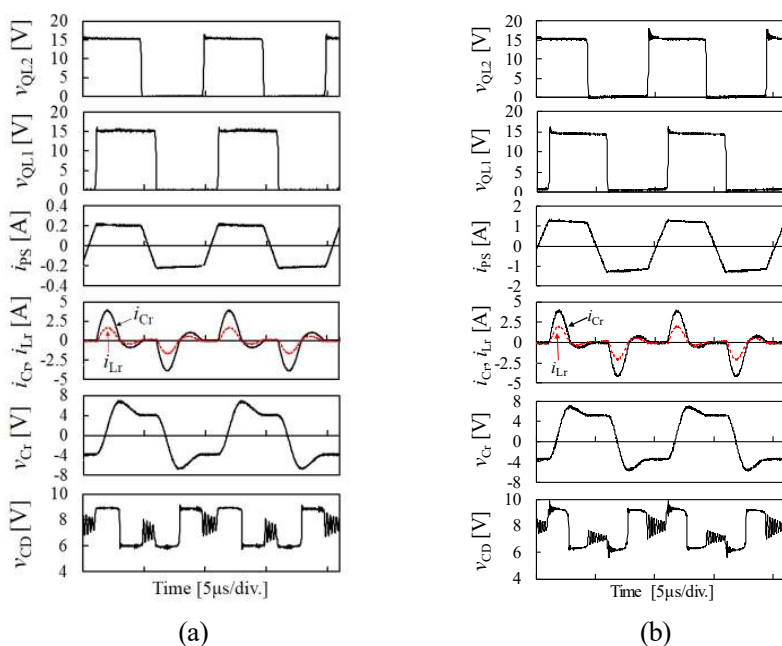 20
15
10
5
0
vQL2 [V]
20
15
10
5
0
vQL1 [V]
0.4
0.2
0
-0.2
-0.4
iPS [A]
5
2.5
0
-2.5
-5
iCr, iLr [A]
iCr
iLr
8
4
0
-4
-8
vCr [V]
10
8
6
4
vCD [V]
Time [5μs/div.]
(a)
20
15
10
5
0
vQL2 [V]
20
15
10
5
0
vQL1 [V]
2
1
0
-1
-2
iPS [A]
5
2.5
0
-2.5
-5
iCr, iLr [A]
iCr
iLr
8
4
0
-4
-8
vCr [V]
10
8
6
4
vCD [V]
Time [5μs/div.]
(b)